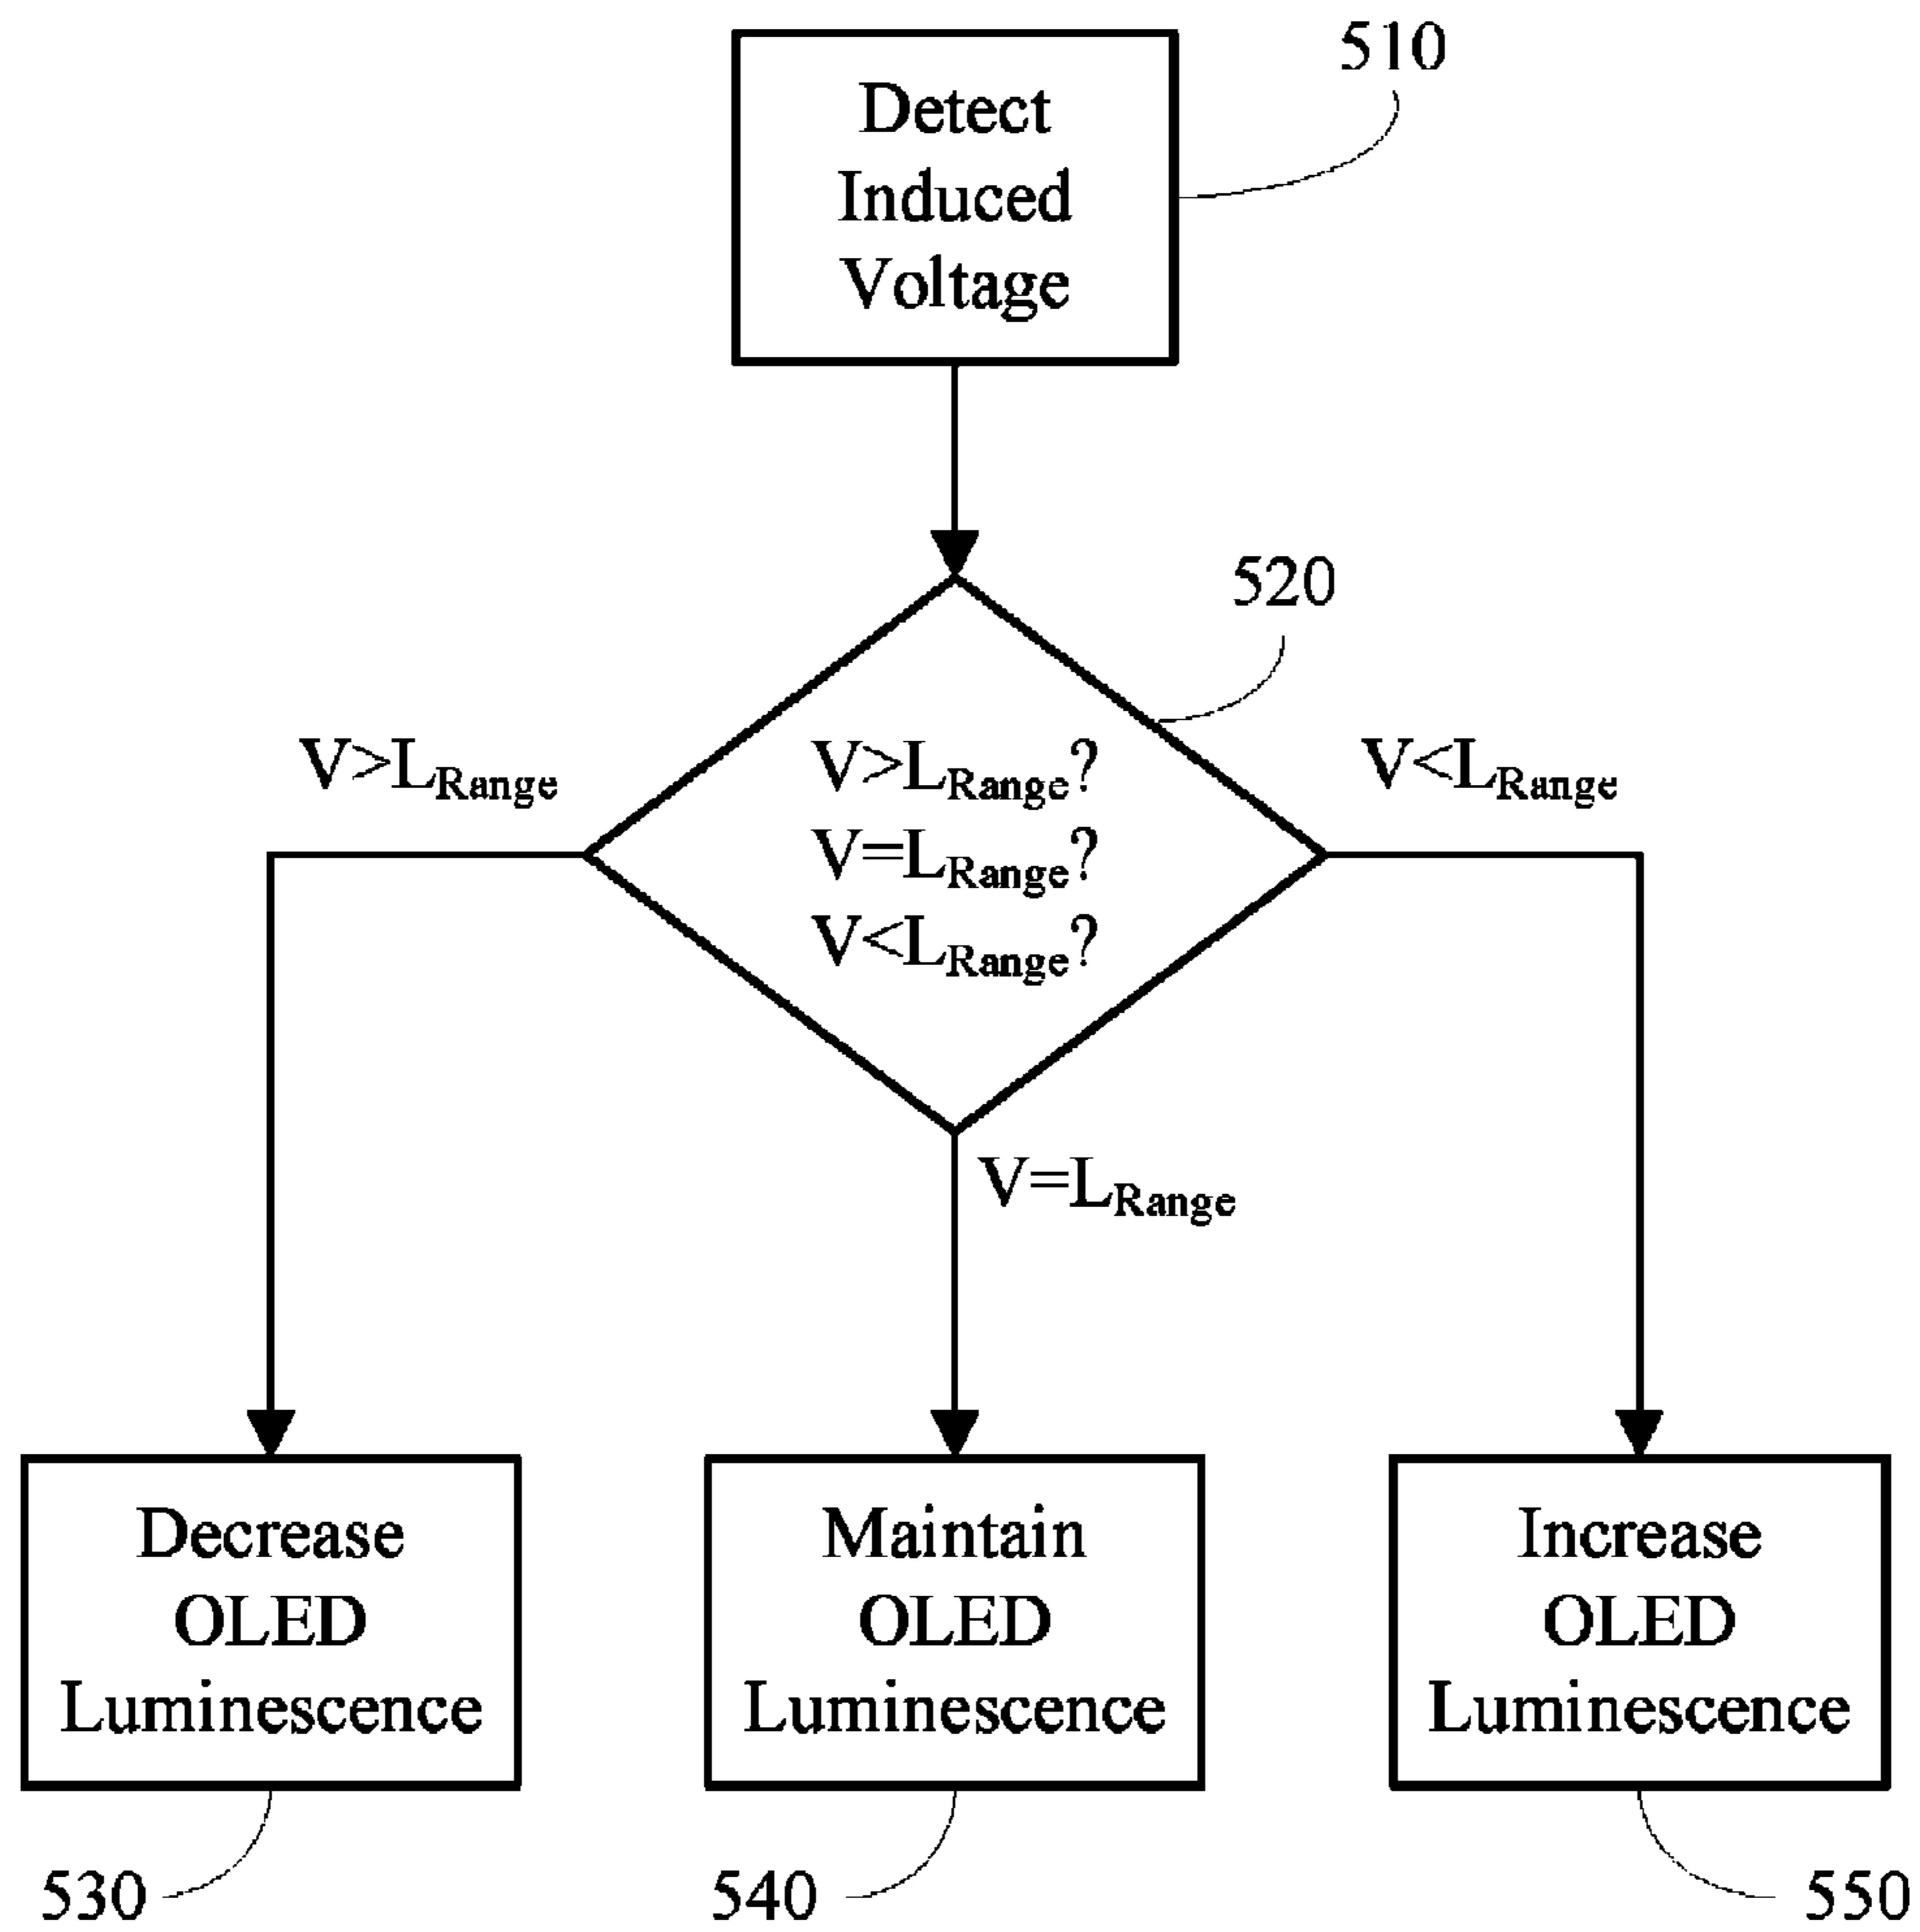 510
Detect
Induced
Voltage
520
V>LRange
V>LRange?
V<LRange
V=LRange?
V<LRange?
V=LRange
Decrease
OLED
Luminescence
Maintain
OLED
Luminescence
Increase
OLED
Luminescence
530
540
550